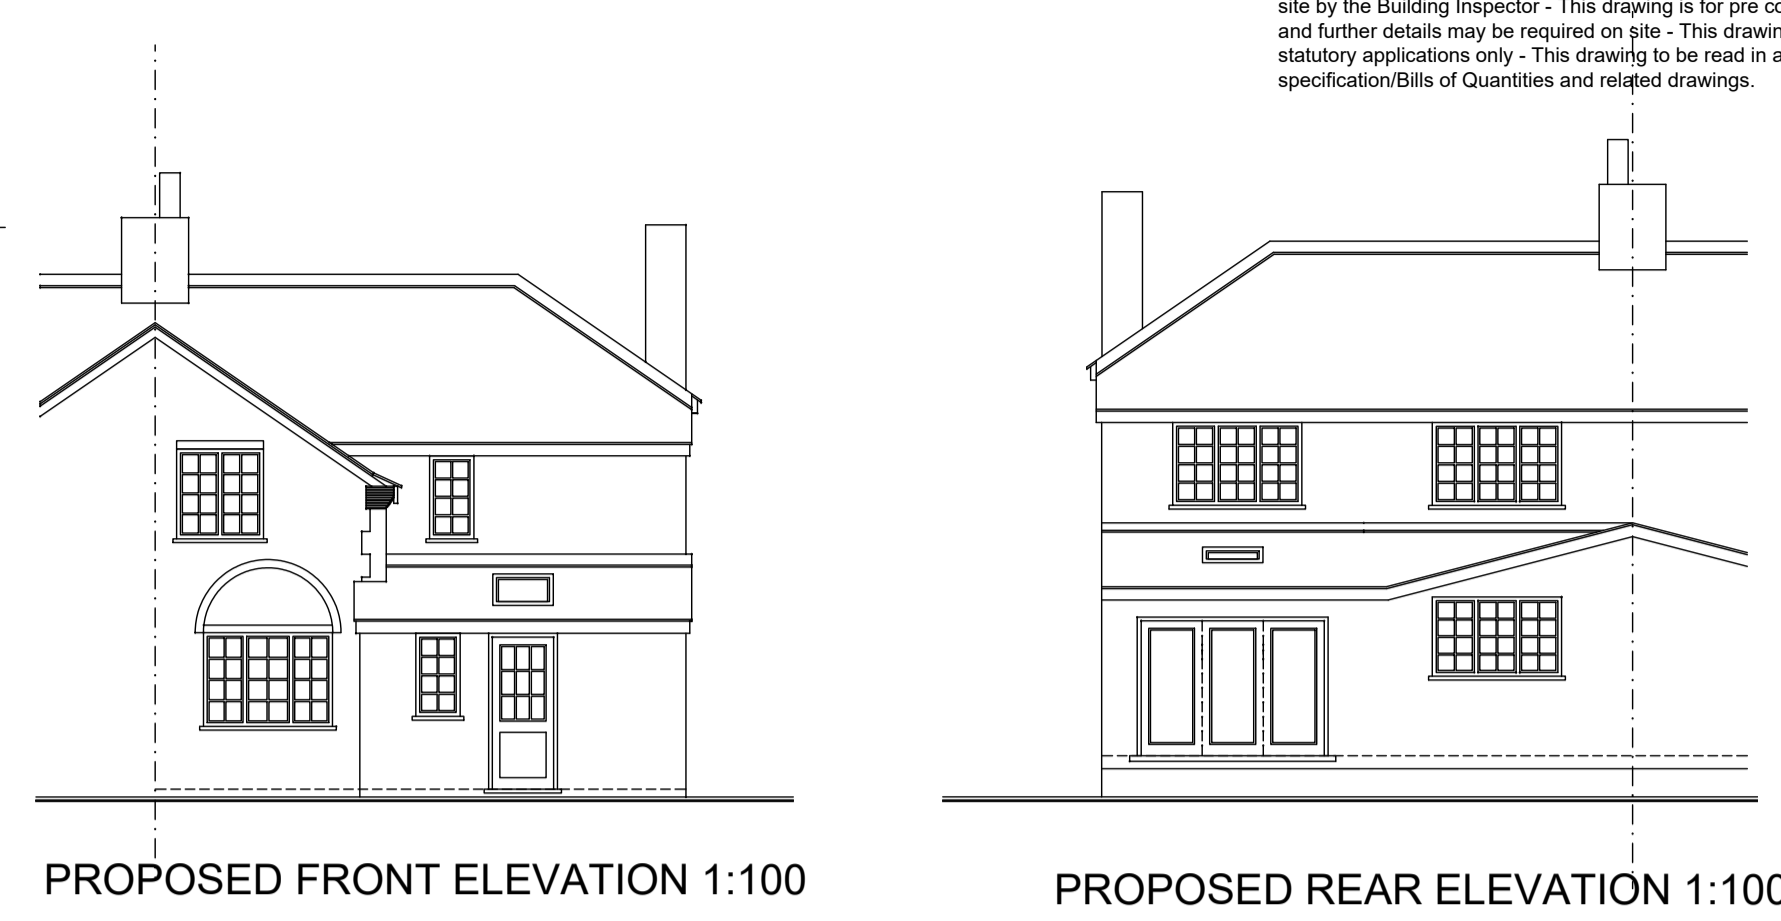 site by the Building Inspector - This drawing is for pre
and further details may be required on site - This
statutory applications only - This drawing to be read in
specification/Bills of Quantities and related drawings.
PROPOSED FRONT ELEVATION 1:100
PROPOSED REAR ELEVATION 1:100